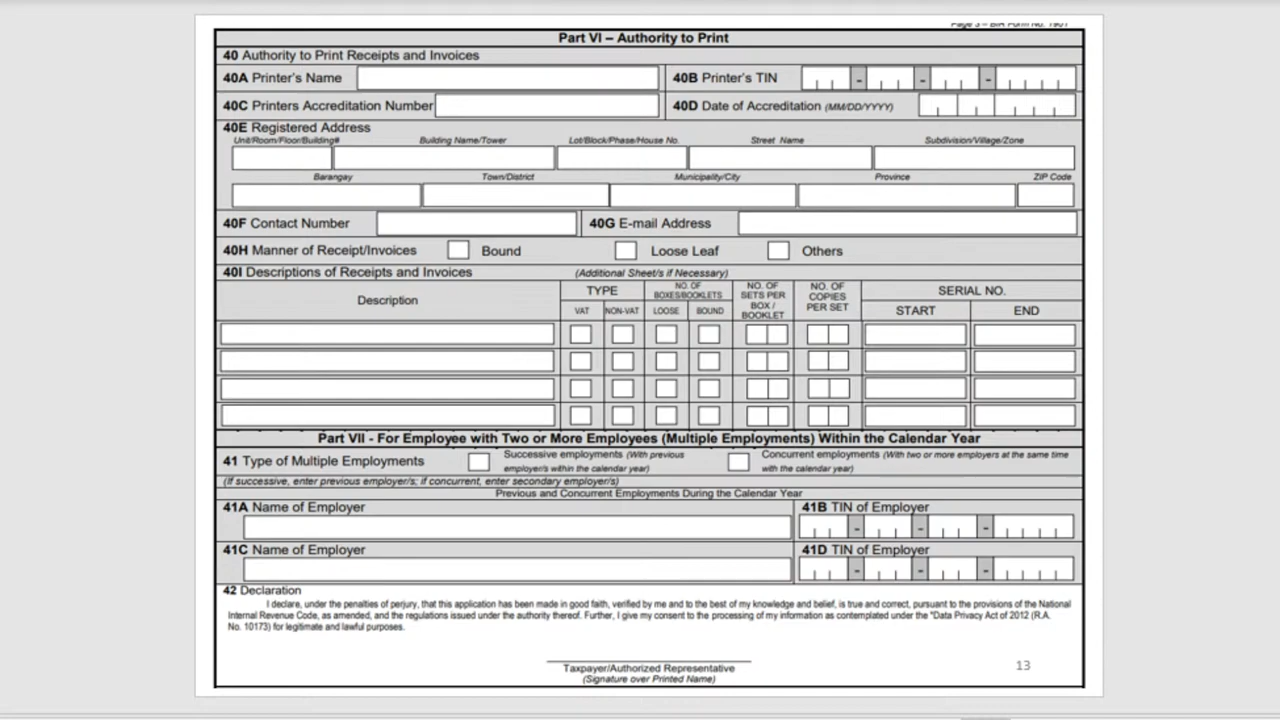 Page 3 – BIR Form No. 1901
Part VI – Authority to Print
40 Authority to Print Receipts and Invoices
40A Printer's Name 40B Printer's TIN - - -
40C Printers Accreditation Number 40D Date of Accreditation (MM/DD/YYYY)
40E Registered Address
Unit/Room/Floor/Building# Building Name/Tower Lot/Block/Phase/House No. Street Name Subdivision/Village/Zone
Barangay Town/District Municipality/City Province ZIP Code
40F Contact Number 40G E-mail Address
40H Manner of Receipt/Invoices Bound Loose Leaf Others
40I Descriptions of Receipts and Invoices (Additional Sheet/s if Necessary)
Description
TYPE
VAT NON-VAT
NO. OF
BOXES/BOOKLETS
LOOSE BOUND
NO. OF
SETS PER
BOX /
BOOKLET
NO. OF
COPIES
PER SET
SERIAL NO.
START END
Part VII - For Employee with Two or More Employees (Multiple Employments) Within the Calendar Year
41 Type of Multiple Employments
Successive employments (With previous
employer/s within the calendar year)
Concurrent employments (With two or more employers at the same time
with the calendar year)
(If successive, enter previous employer/s; if concurrent, enter secondary employer/s)
Previous and Concurrent Employments During the Calendar Year
41A Name of Employer 41B TIN of Employer
- - -
41C Name of Employer 41D TIN of Employer
- - -
42 Declaration
I declare, under the penalties of perjury, that this application has been made in good faith, verified by me and to the best of my knowledge and belief, is true and correct, pursuant to the provisions of the National
Internal Revenue Code, as amended, and the regulations issued under the authority thereof. Further, I give my consent to the processing of my information as contemplated under the *Data Privacy Act of 2012 (R.A.
No. 10173) for legitimate and lawful purposes.
Taxpayer/Authorized Representative
(Signature over Printed Name)
13